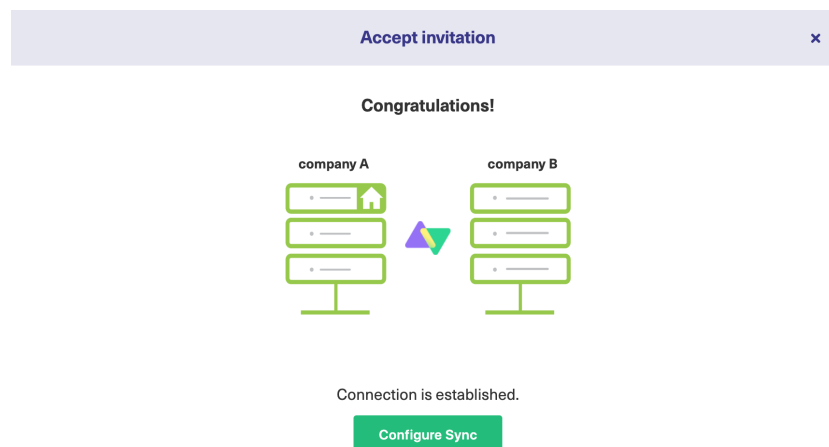 Accept invitation
×
Congratulations!
company A
company B
Connection is established.
Configure Sync